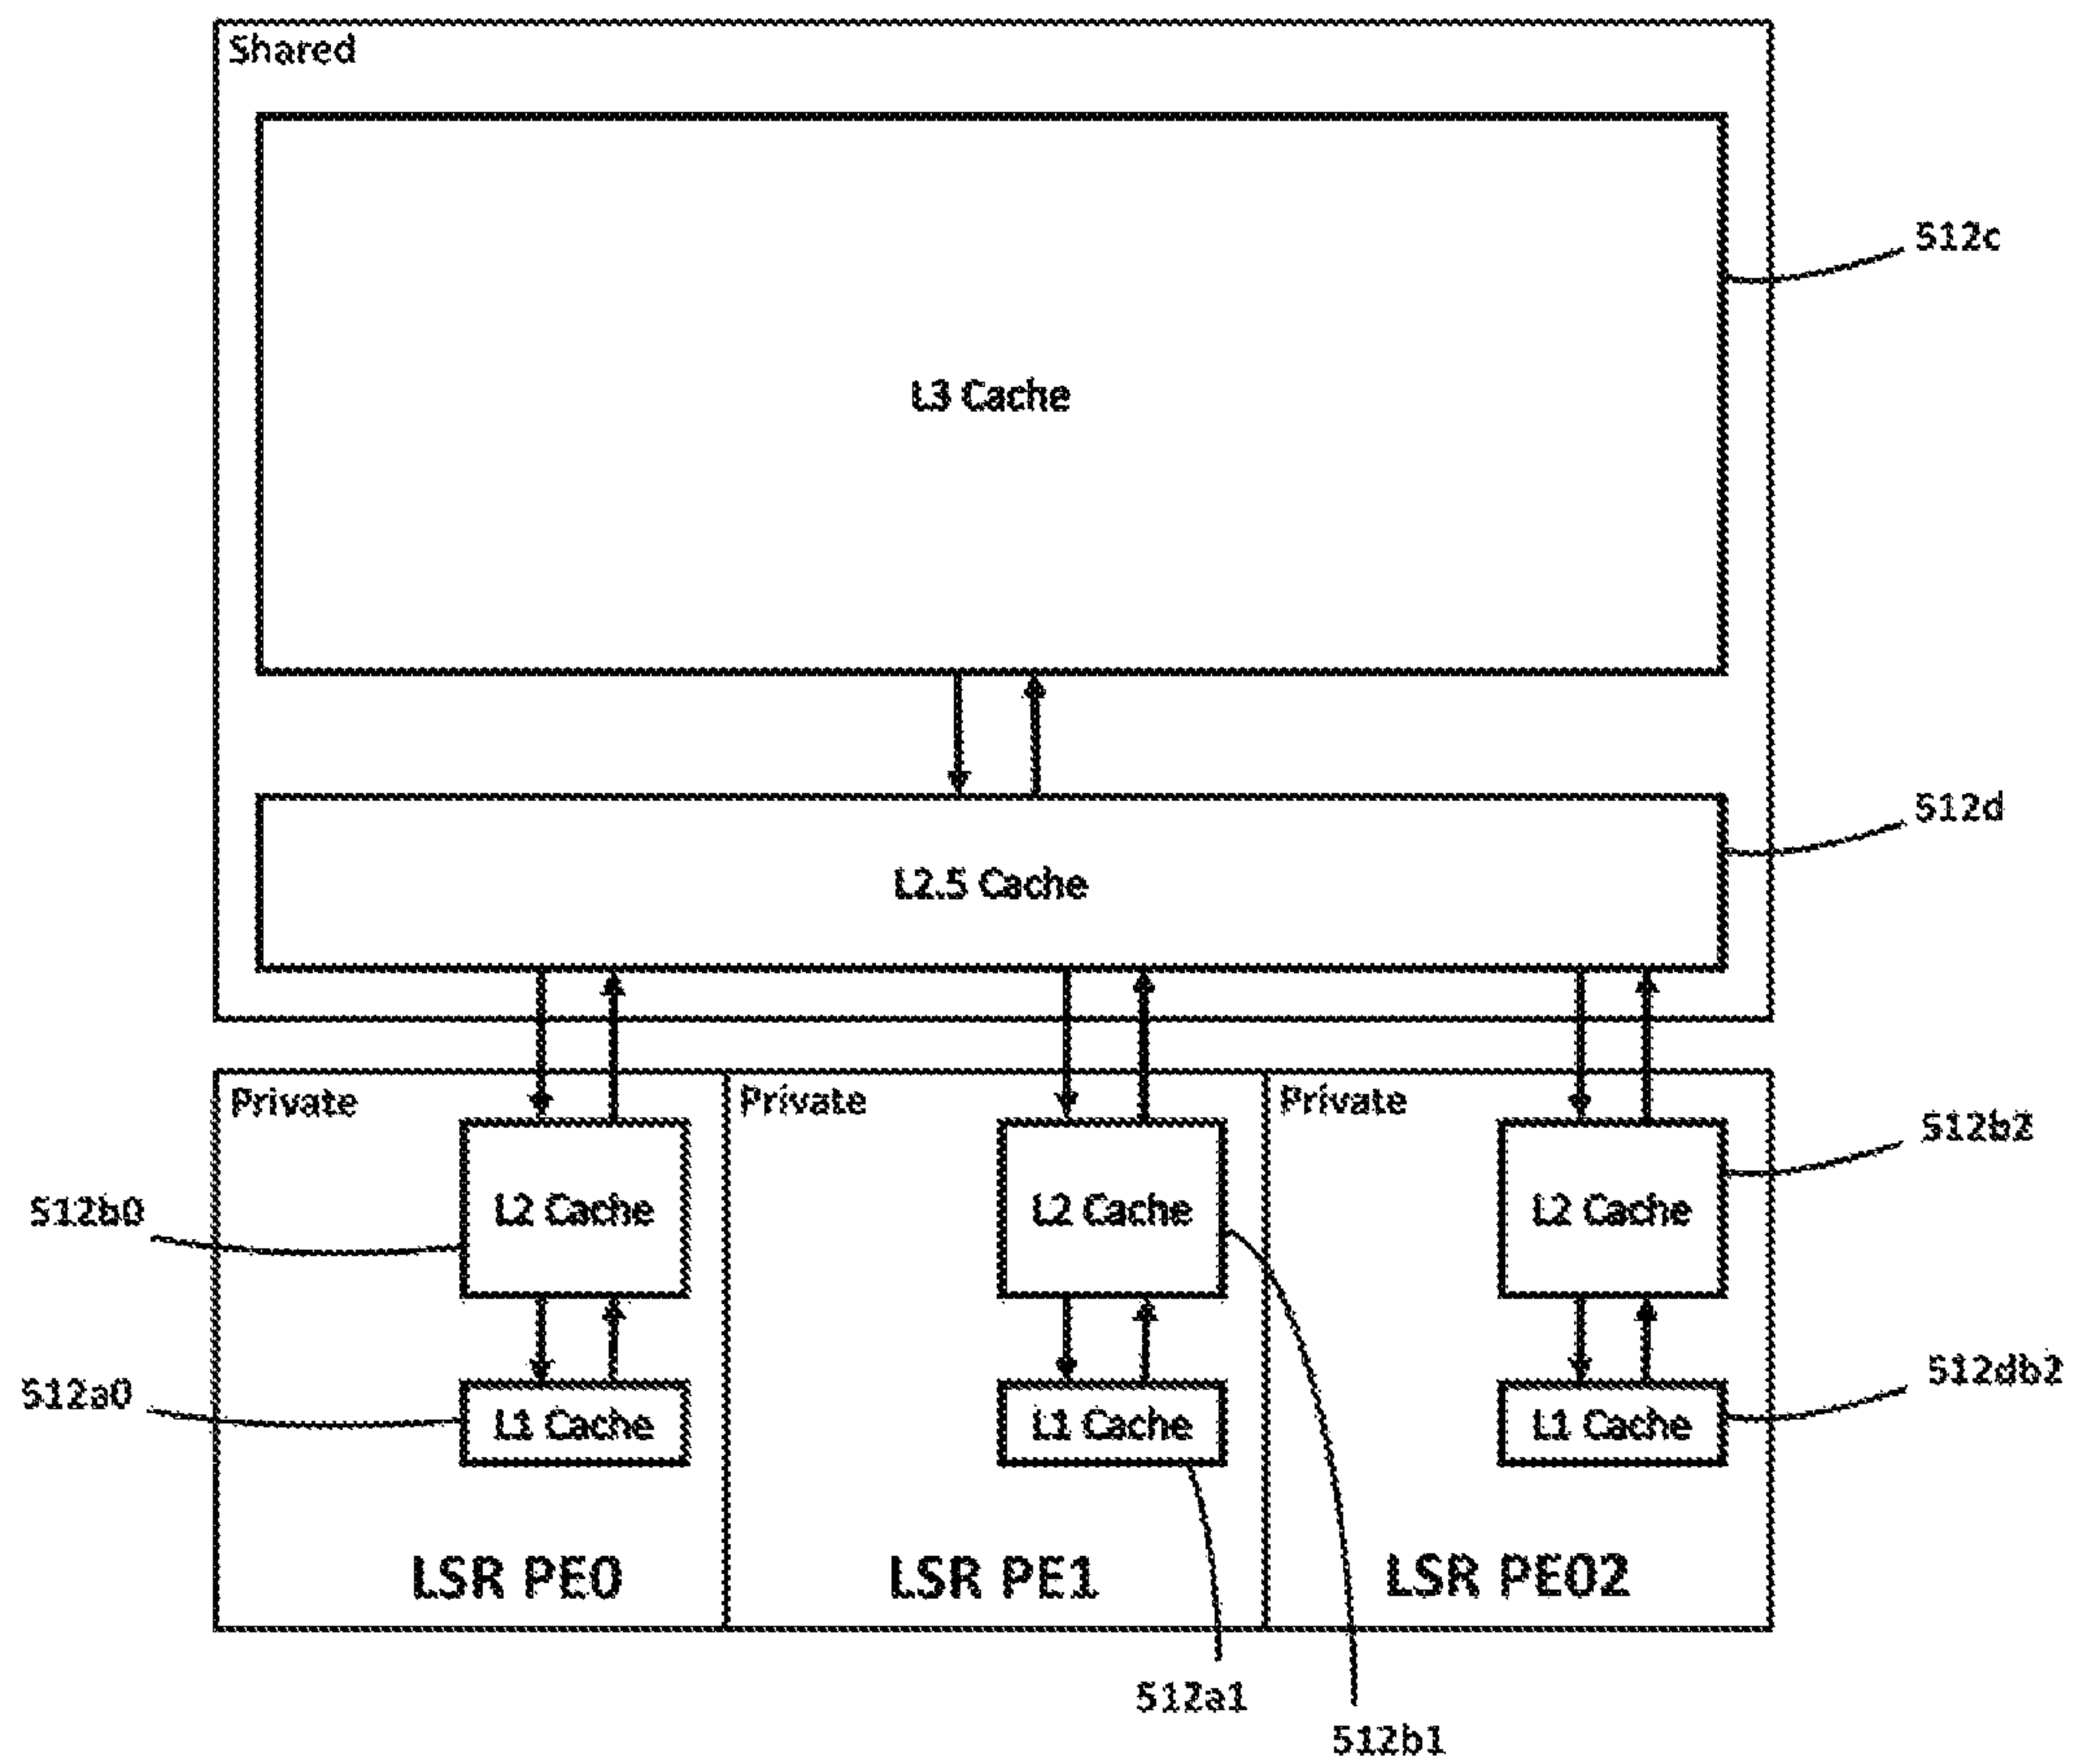 Shared
512c
L3 Cache
512d
L2.5 Cache
Private
Private
Private
512b2
L2 Cache
L2 Cache
L2 Cache
512b0
512db2
512a0
L1 Cache
L1 Cache
L1 Cache
LSR PE0
LSR PE1
LSR PE02
512a1
512b1